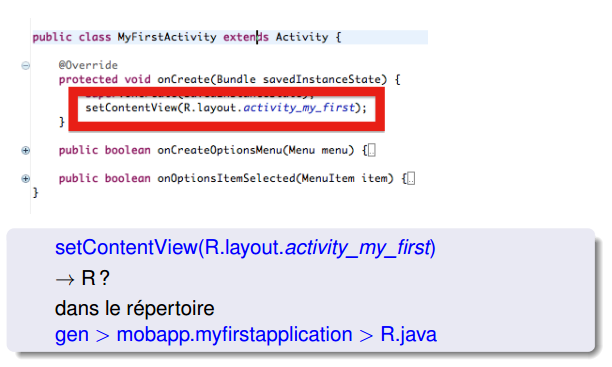 public class MyFirstActivity extends Activity {
@Override
protected void onCreate(Bundle savedInstanceState) {
setContentView(R.layout.activity_my_first);
}
public boolean onCreateOptionsMenu(Menu menu) {
public boolean onOptionsItemSelected(MenuItem item) {
}
setContentView(R.layout.activity_my_first)
→ R ?
dans le répertoire
gen > mobapp.myfirstapplication > R.java